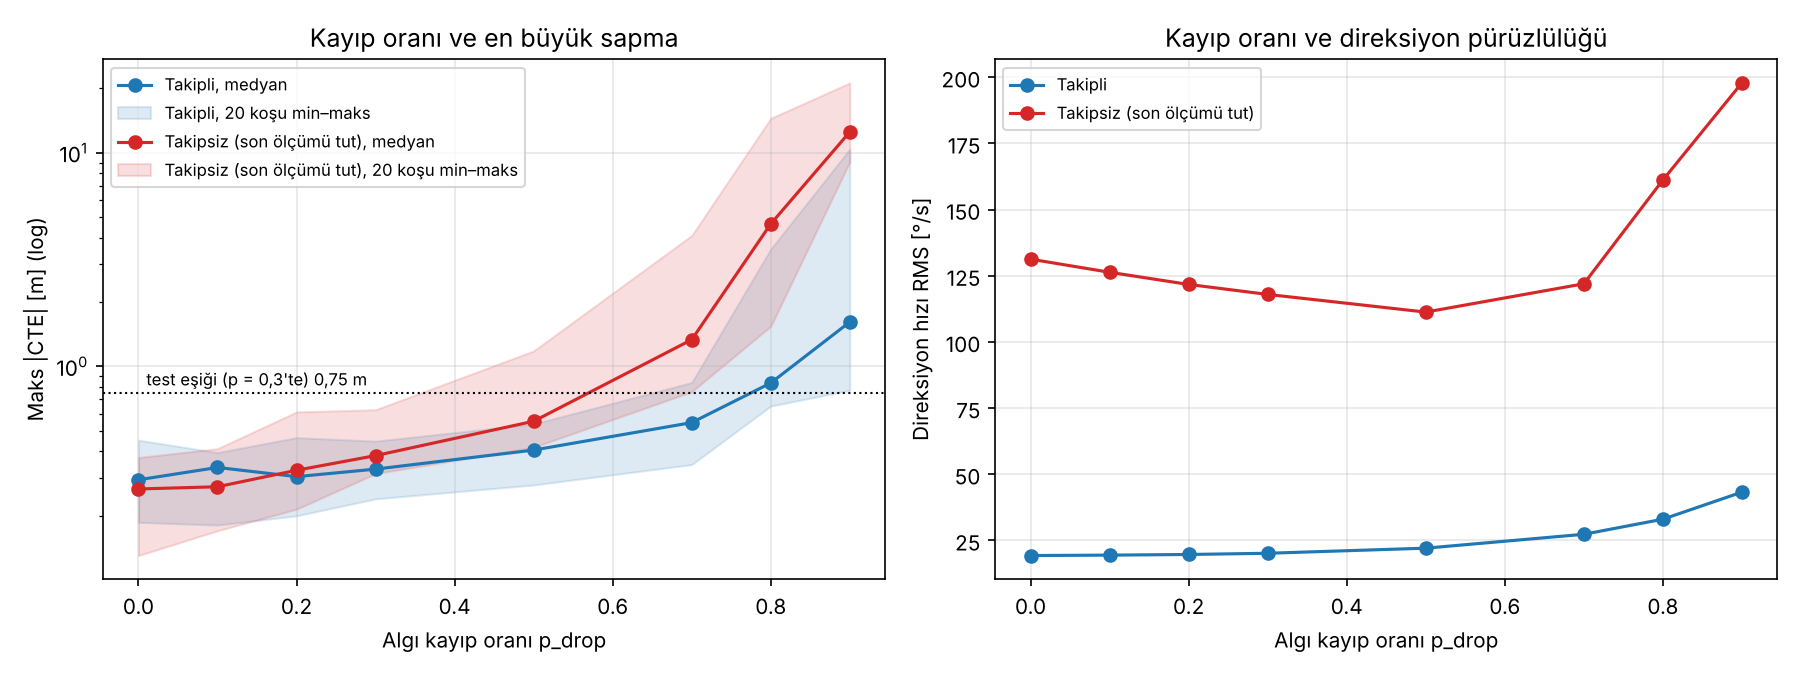 Kayıp oranı ve en büyük sapma
Takipli, medyan
Takipli, 20 koşu min–maks
Takipsiz (son ölçümü tut), medyan
Takipsiz (son ölçümü tut), 20 koşu min–maks
Maks |CTE| [m] (log)
10¹
10⁰
test eşiği (p = 0,3'te) 0,75 m
0.0 0.2 0.4 0.6 0.8
Algı kayıp oranı p_drop
Kayıp oranı ve direksiyon pürüzlülüğü
Takipli
Takipsiz (son ölçümü tut)
Direksiyon hızı RMS [°/s]
200
175
150
125
100
75
50
25
0.0 0.2 0.4 0.6 0.8
Algı kayıp oranı p_drop